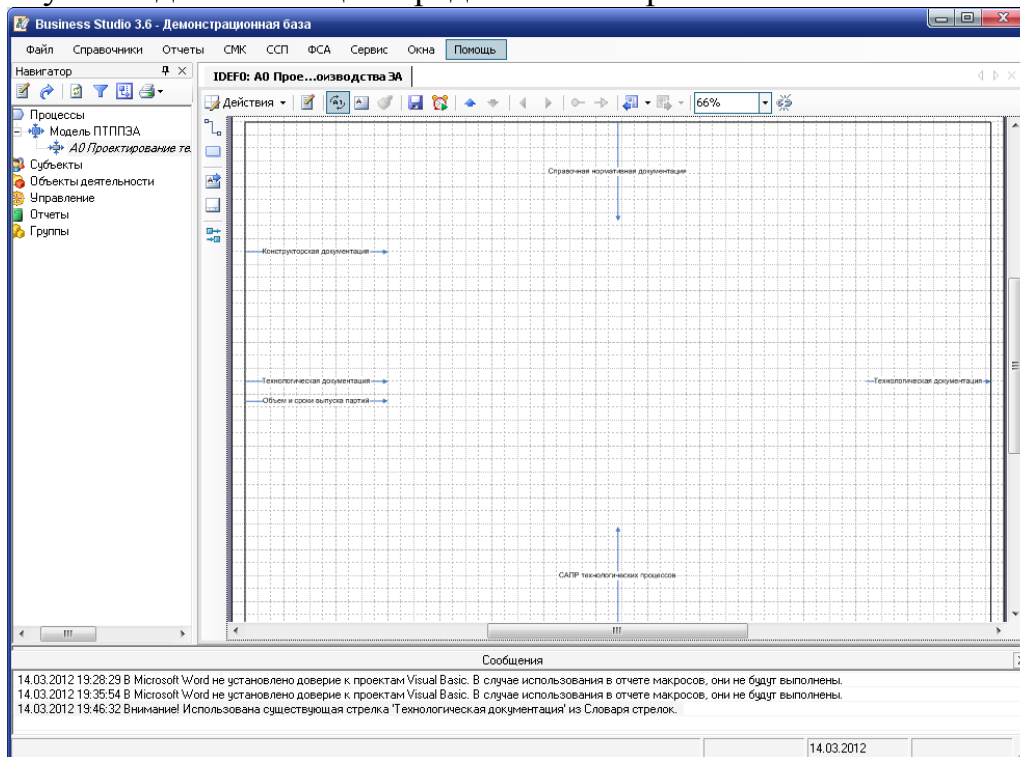 Business Studio 3.6 - Демонстрационная база
Файл Справочники Отчеты СМК ССП ФСА Сервис Окна Помощь
Навигатор
IDEF0: A0 Прое...оизводства ЭА
Действия
66%
Процессы
Модель ПТППЭА
A0 Проектирование те
Субъекты
Объекты деятельности
Управление
Отчеты
Группы
Справочная нормативная документация
Конструкторская документация
Технологическая документация
Технологическая документация
Объем и сроки выпуска партий
САПР технологических процессов
Сообщения
14.03.2012 19:28:29 В Microsoft Word не установлено доверие к проектам Visual Basic. В случае использования в отчете макросов, они не будут выполнены.
14.03.2012 19:35:54 В Microsoft Word не установлено доверие к проектам Visual Basic. В случае использования в отчете макросов, они не будут выполнены.
14.03.2012 19:46:32 Внимание! Использована существующая стрелка 'Технологическая документация' из Словаря стрелок.
14.03.2012